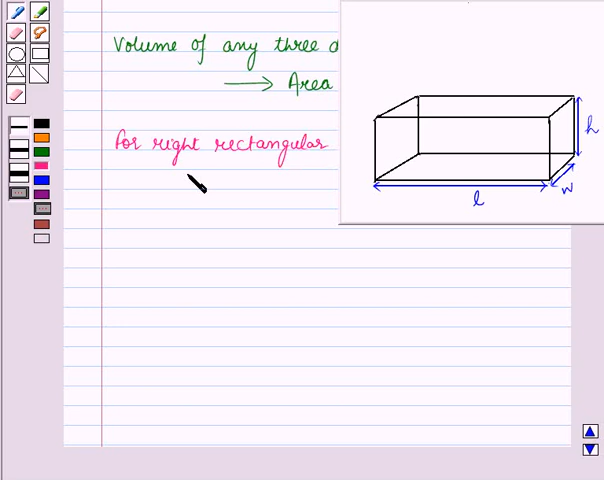 Volume of any three d
→ Area
For right rectangular
h
w
l